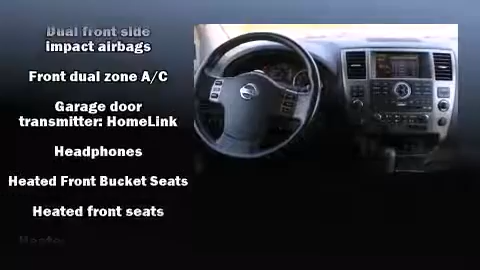 Dual front side
impact airbags
Front dual zone A/C
Garage door
transmitter: HomeLink
Headphones
Heated Front Bucket Seats
Heated front seats